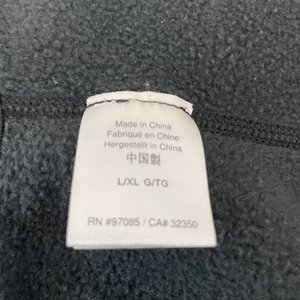 Made in China
Fabriqué en Chine
Hergestellt in China
中国製
L/XL G/TG
RN #97085 / CA# 32350